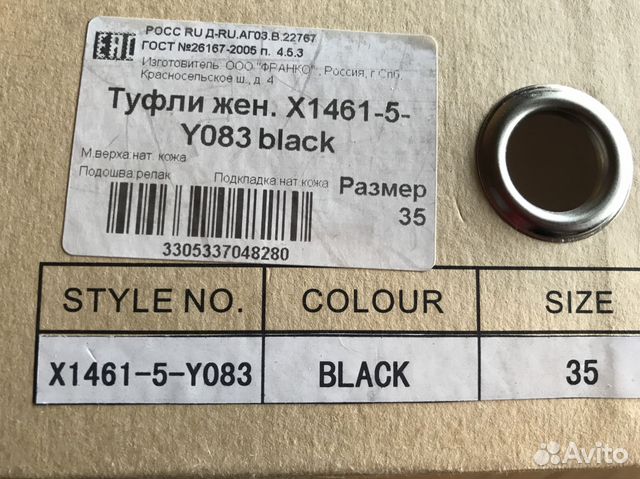 РОСС RU Д-RU.АГ03.В.22767
ГОСТ №26167-2005 п. 4.5.3
EAC
Изготовитель: ООО "ФРАНКО", Россия, г Спб,
Красносельское ш., д. 4
Туфли жен. X1461-5-
Y083 black
М.верха:нат. кожа
Подошва:релак Подкладка:нат.кожа
Размер
35
3305337048280
STYLE NO. COLOUR SIZE
X1461-5-Y083 BLACK 35
Avito